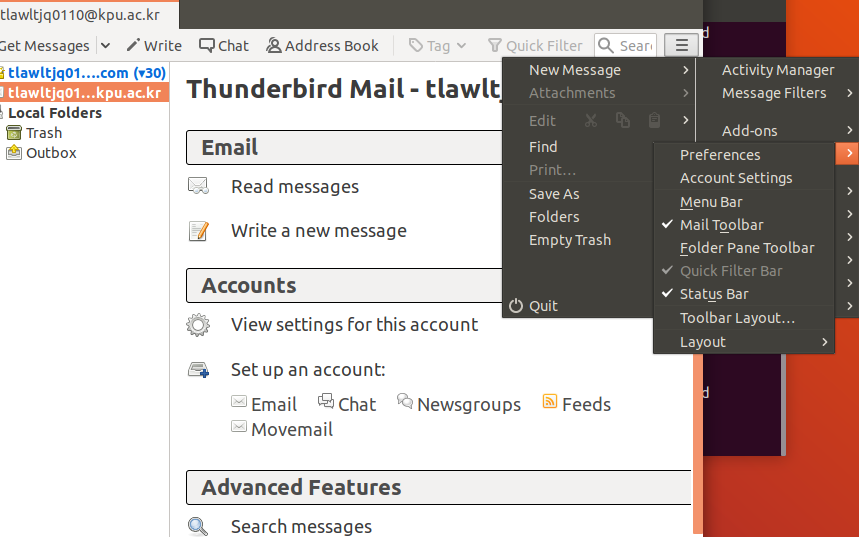 tlawltjq0110@kpu.ac.kr
Get Messages Write Chat Address Book Tag Quick Filter Sear
tlawltjq01....com (▾30)
tlawltjq01...kpu.ac.kr
Local Folders
Trash
Outbox
Thunderbird Mail - tlawlt
Email
Read messages
Write a new message
Accounts
View settings for this account
Set up an account:
Email Chat Newsgroups Feeds
Movemail
Advanced Features
Search messages
New Message
Attachments
Edit
Find
Print...
Save As
Folders
Empty Trash
Quit
Activity Manager
Message Filters
Add-ons
Preferences
Account Settings
Menu Bar
Mail Toolbar
Folder Pane Toolbar
Quick Filter Bar
Status Bar
Toolbar Layout...
Layout
d
d